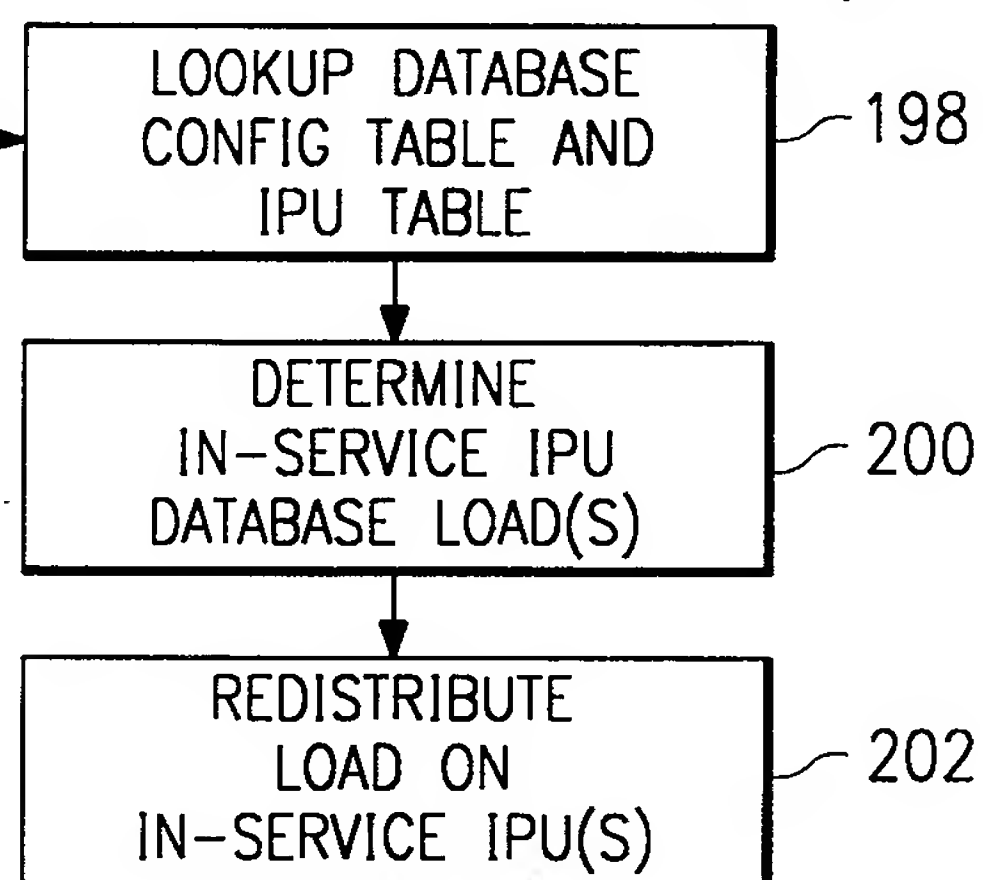 LOOKUP DATABASE
CONFIG TABLE AND
IPU TABLE
198
DETERMINE
IN-SERVICE IPU
DATABASE LOAD(S)
200
REDISTRIBUTE
LOAD ON
IN-SERVICE IPU(S)
202